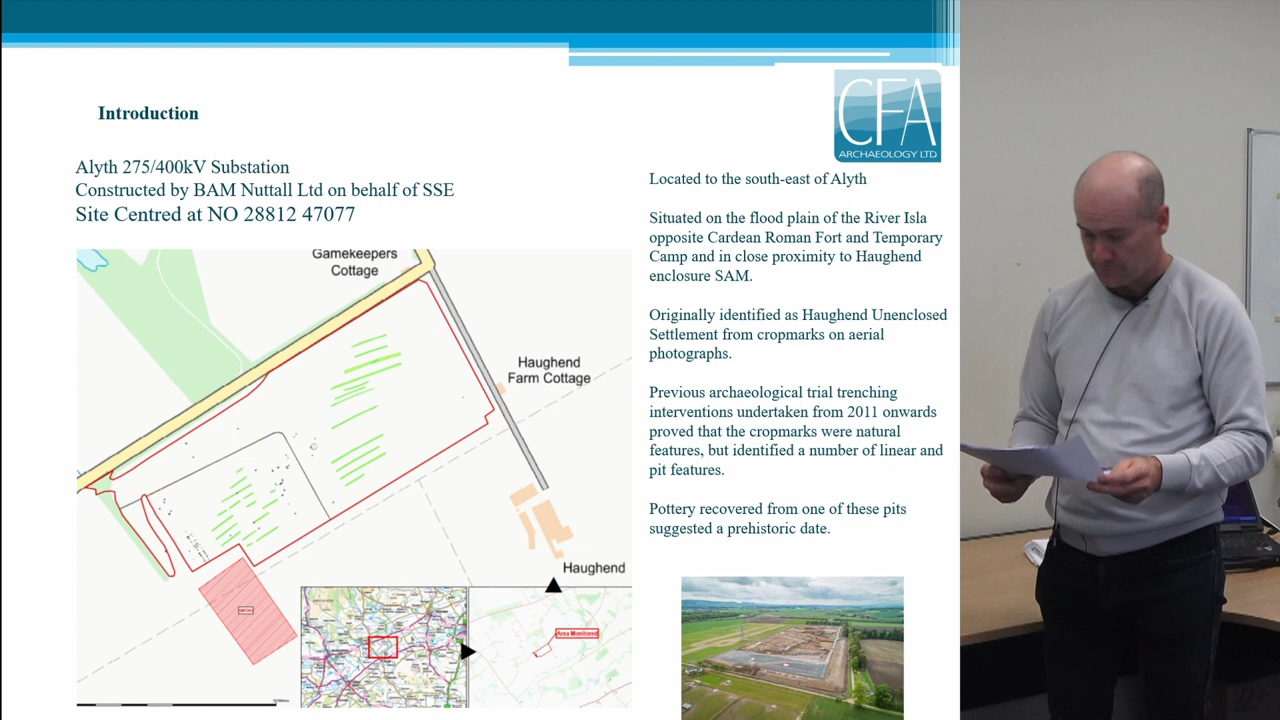 Introduction
Alyth 275/400kV Substation
Constructed by BAM Nuttall Ltd on behalf of SSE
Site Centred at NO 28812 47077
CFA
ARCHAEOLOGY LTD
Located to the south-east of Alyth
Situated on the flood plain of the River Isla
opposite Cardean Roman Fort and Temporary
Camp and in close proximity to Haughend
enclosure SAM.
Originally identified as Haughend Unenclosed
Settlement from cropmarks on aerial
photographs.
Previous archaeological trial trenching
interventions undertaken from 2011 onwards
proved that the cropmarks were natural
features, but identified a number of linear and
pit features.
Pottery recovered from one of these pits
suggested a prehistoric date.
Gamekeepers
Cottage
Haughend
Farm Cottage
Haughend
Area Monitored